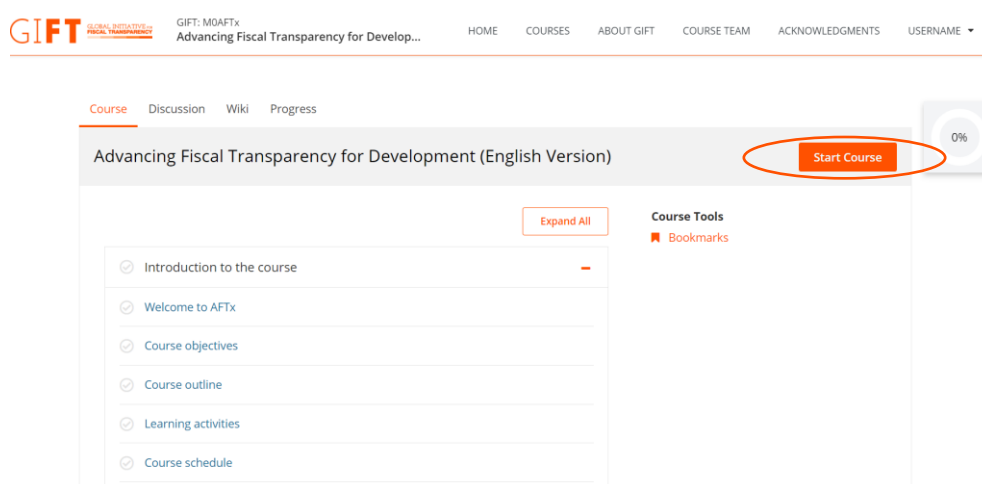 GIFT GLOBAL INITIATIVE for
FISCAL TRANSPARENCY
GIFT: M0AFTx
Advancing Fiscal Transparency for Develop...
HOME COURSES ABOUT GIFT COURSE TEAM ACKNOWLEDGMENTS USERNAME
Course Discussion Wiki Progress
0%
Advancing Fiscal Transparency for Development (English Version)
Start Course
Expand All
Course Tools
Bookmarks
Introduction to the course
Welcome to AFTx
Course objectives
Course outline
Learning activities
Course schedule